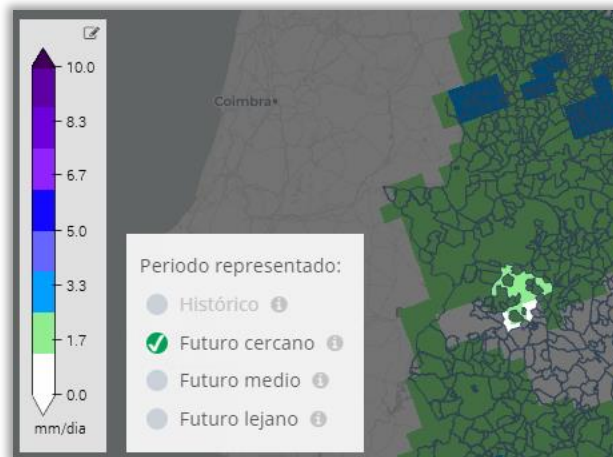 10.0
8.3
6.7
5.0
3.3
1.7
0.0
mm/dia
Coimbra
Periodo representado:
Histórico
Futuro cercano
Futuro medio
Futuro lejano